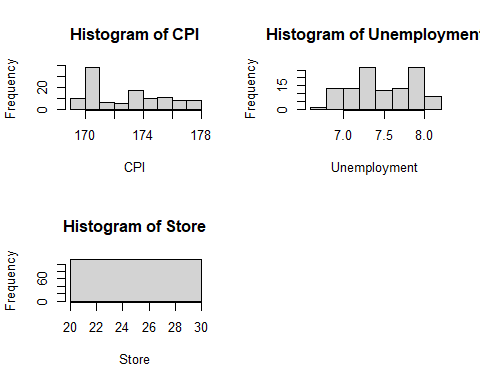 Histogram of CPI
Frequency
0
20
170
174
178
CPI
Histogram of Unemployment
Frequency
0
15
7.0
7.5
8.0
Unemployment
Histogram of Store
Frequency
0
60
20 22 24 26 28 30
Store